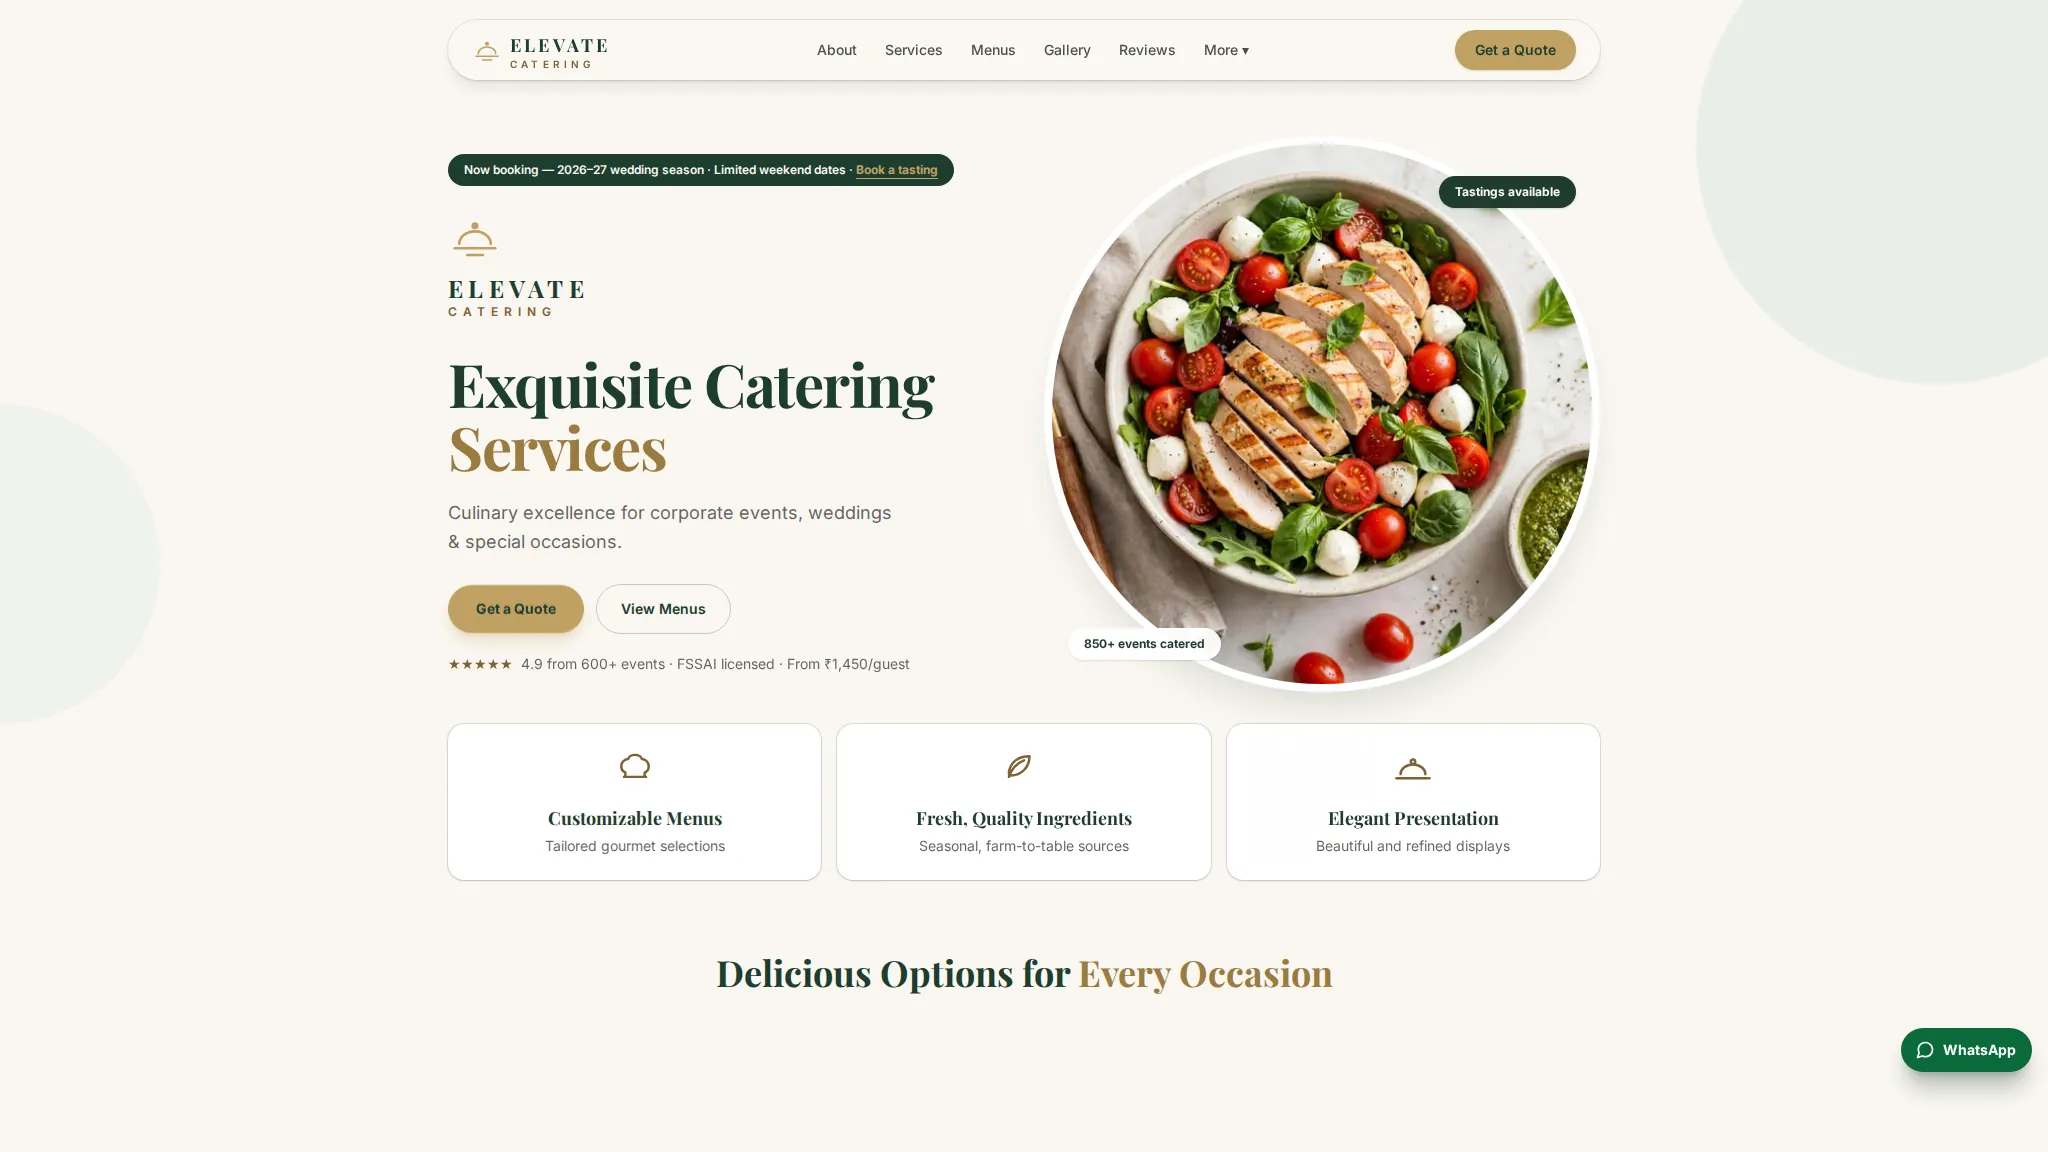 ELEVATE
CATERING
About
Services
Menus
Gallery
Reviews
More ▾
Get a Quote
Now booking — 2026–27 wedding season · Limited weekend dates · Book a tasting
Tastings available
ELEVATE
CATERING
Exquisite Catering
Services
Culinary excellence for corporate events, weddings
& special occasions.
Get a Quote
View Menus
850+ events catered
★★★★★ 4.9 from 600+ events · FSSAI licensed · From ₹1,450/guest
Customizable Menus
Tailored gourmet selections
Fresh, Quality Ingredients
Seasonal, farm-to-table sources
Elegant Presentation
Beautiful and refined displays
Delicious Options for Every Occasion
WhatsApp